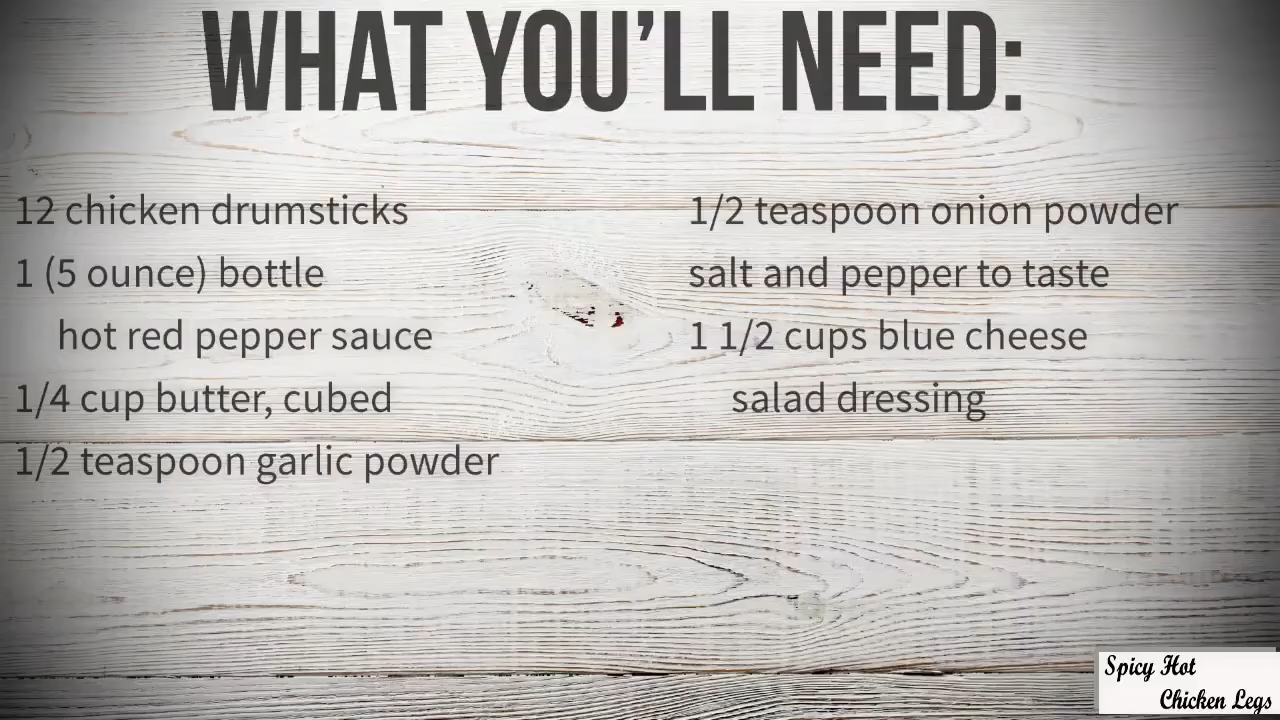 WHAT YOU'LL NEED:
12 chicken drumsticks
1 (5 ounce) bottle
hot red pepper sauce
1/4 cup butter, cubed
1/2 teaspoon garlic powder
1/2 teaspoon onion powder
salt and pepper to taste
1 1/2 cups blue cheese
salad dressing
Spicy Hot
Chicken Legs